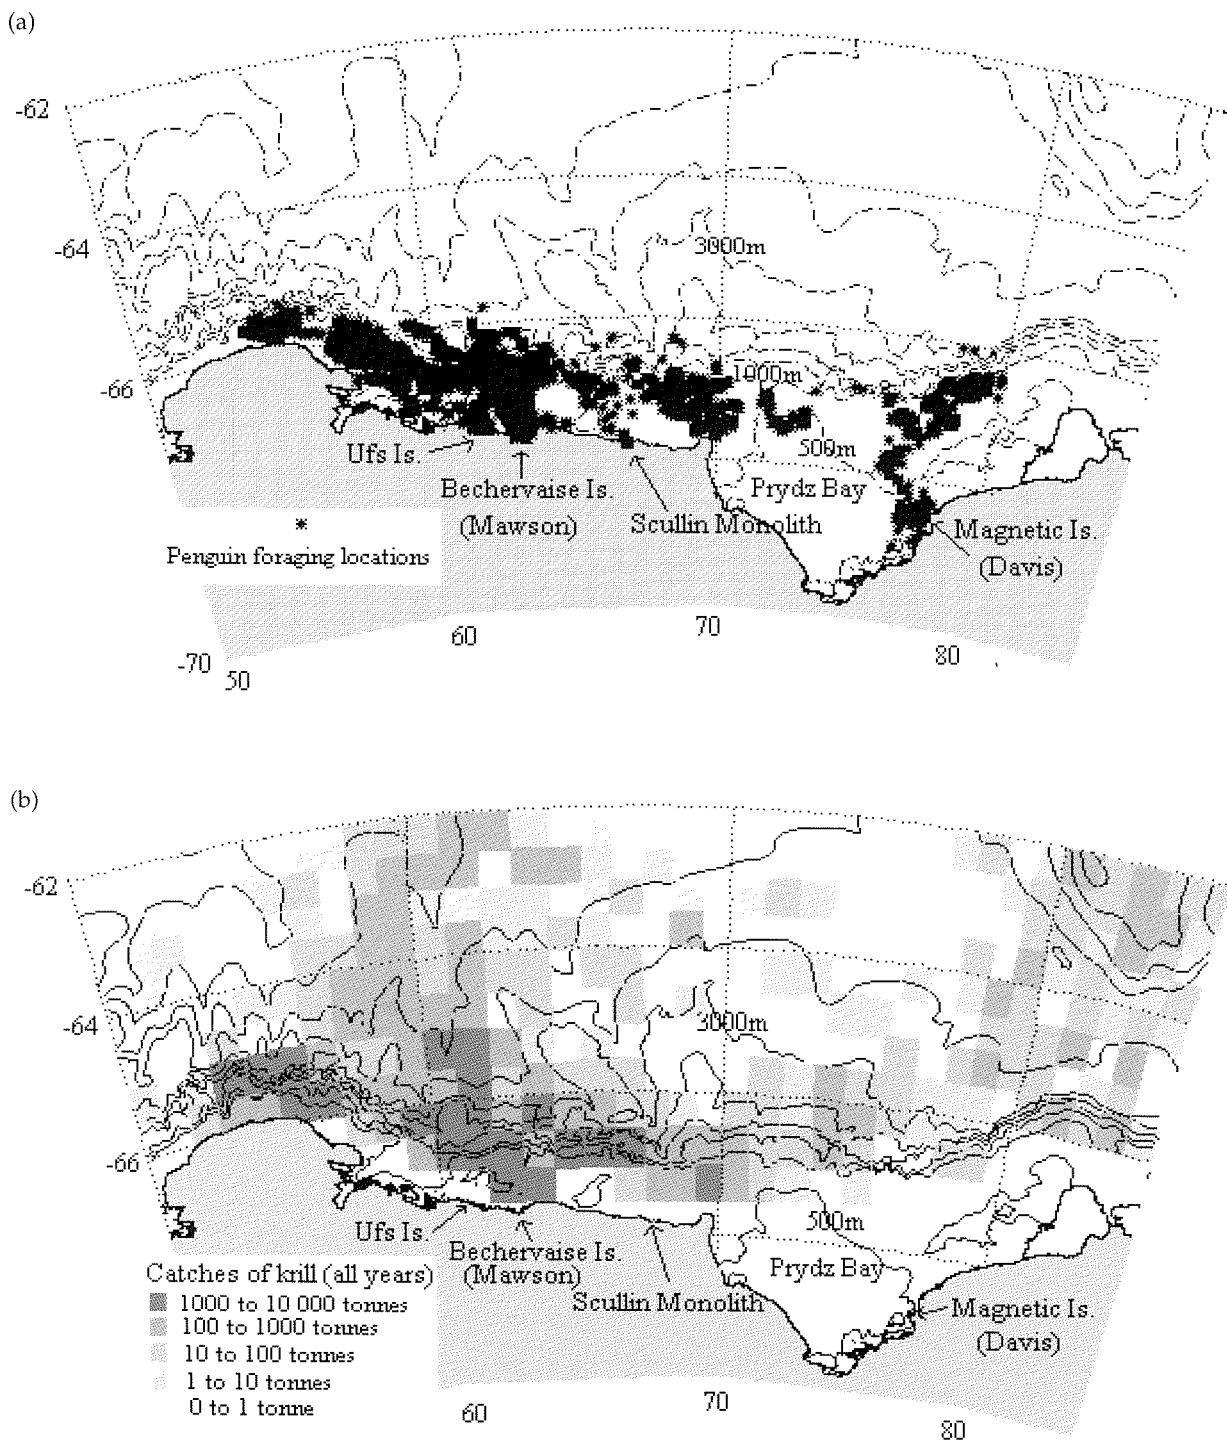 (a)
-62
-64
3000m
-66
1000m
500m
Ufs Is.
Prydz Bay
Bechervaise Is.
(Mawson)
Scullin Monolith
Magnetic Is.
(Davis)
*
Penguin foraging locations
-70
50
60
70
80
(b)
-62
-64
3000m
-66
500m
Ufs Is.
Bechervaise Is.
(Mawson)
Prydz Bay
Scullin Monolith
Magnetic Is.
(Davis)
Catches of krill (all years)
1000 to 10 000 tonnes
100 to 1000 tonnes
10 to 100 tonnes
1 to 10 tonnes
0 to 1 tonne
60
70
80